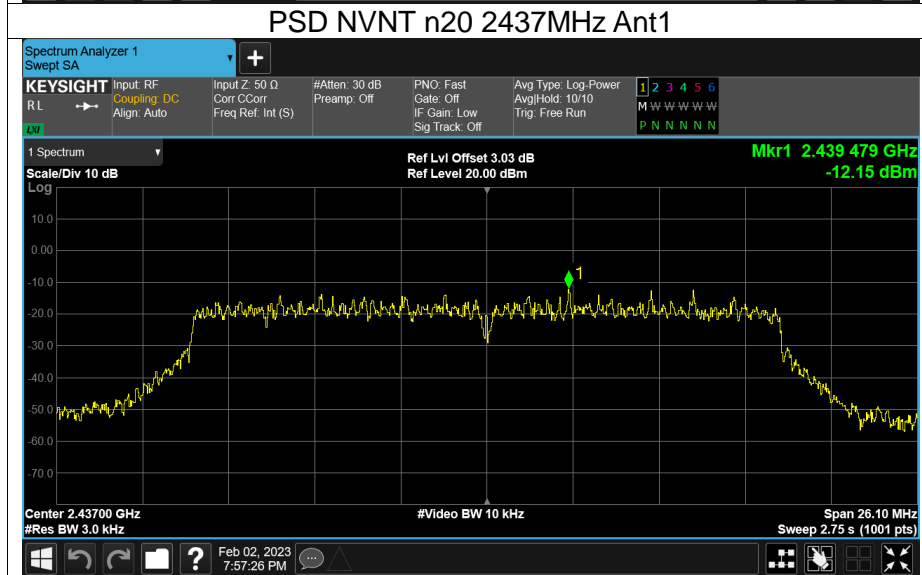 PSD NVNT n20 2437MHz Ant1
Spectrum Analyzer 1
Swept SA
+
KEYSIGHT
R L
LXI
Input: RF
Coupling: DC
Align: Auto
Input Z: 50 Ω
Corr CCorr
Freq Ref: Int (S)
#Atten: 30 dB
Preamp: Off
PNO: Fast
Gate: Off
IF Gain: Low
Sig Track: Off
Avg Type: Log-Power
Avg|Hold: 10/10
Trig: Free Run
1 2 3 4 5 6
M W W W W W
P N N N N N
1 Spectrum
Scale/Div 10 dB
Ref Lvl Offset 3.03 dB
Ref Level 20.00 dBm
Mkr1 2.439 479 GHz
-12.15 dBm
Log
10.0
0.00
-10.0
-20.0
-30.0
-40.0
-50.0
-60.0
-70.0
1
Center 2.43700 GHz
#Res BW 3.0 kHz
#Video BW 10 kHz
Span 26.10 MHz
Sweep 2.75 s (1001 pts)
?
Feb 02, 2023
7:57:26 PM